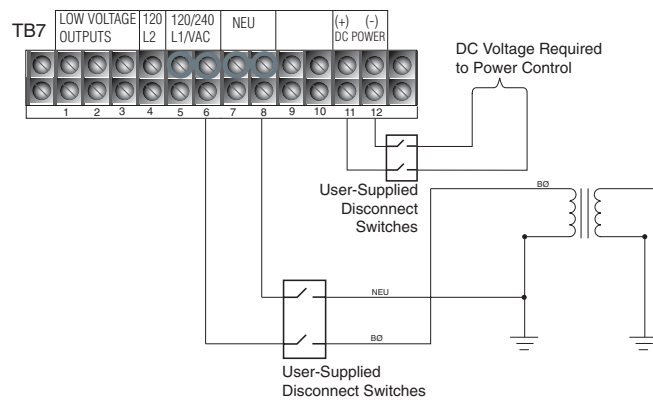 TB7
LOW VOLTAGE
OUTPUTS
120
L2
120/240
L1/VAC
NEU
(+) (-)
DC POWER
1 2 3 4 5 6 7 8 9 10 11 12
DC Voltage Required
to Power Control
User-Supplied
Disconnect
Switches
BØ
NEU
BØ
User-Supplied
Disconnect Switches